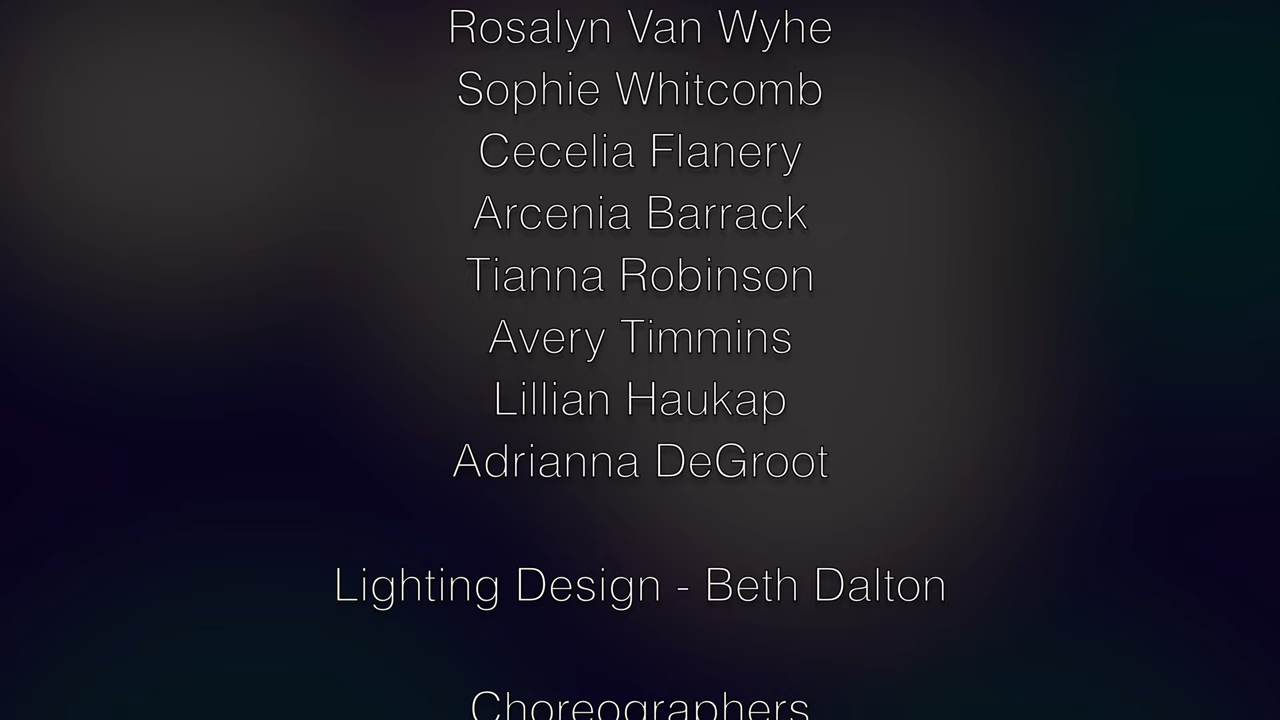 Rosalyn Van Wyhe
Sophie Whitcomb
Cecelia Flanery
Arcenia Barrack
Tianna Robinson
Avery Timmins
Lillian Haukap
Adrianna DeGroot
Lighting Design - Beth Dalton
Choreographers